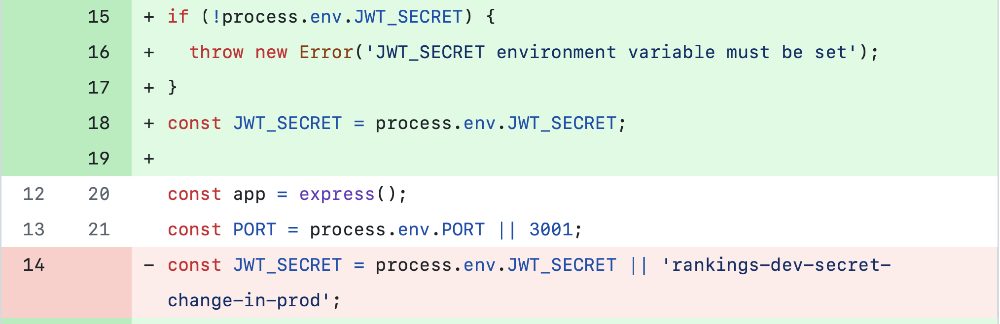 15 + if (!process.env.JWT_SECRET) {
16 +   throw new Error('JWT_SECRET environment variable must be set');
17 + }
18 + const JWT_SECRET = process.env.JWT_SECRET;
19 +
12 20 const app = express();
13 21 const PORT = process.env.PORT || 3001;
14 - const JWT_SECRET = process.env.JWT_SECRET || 'rankings-dev-secret-
change-in-prod';